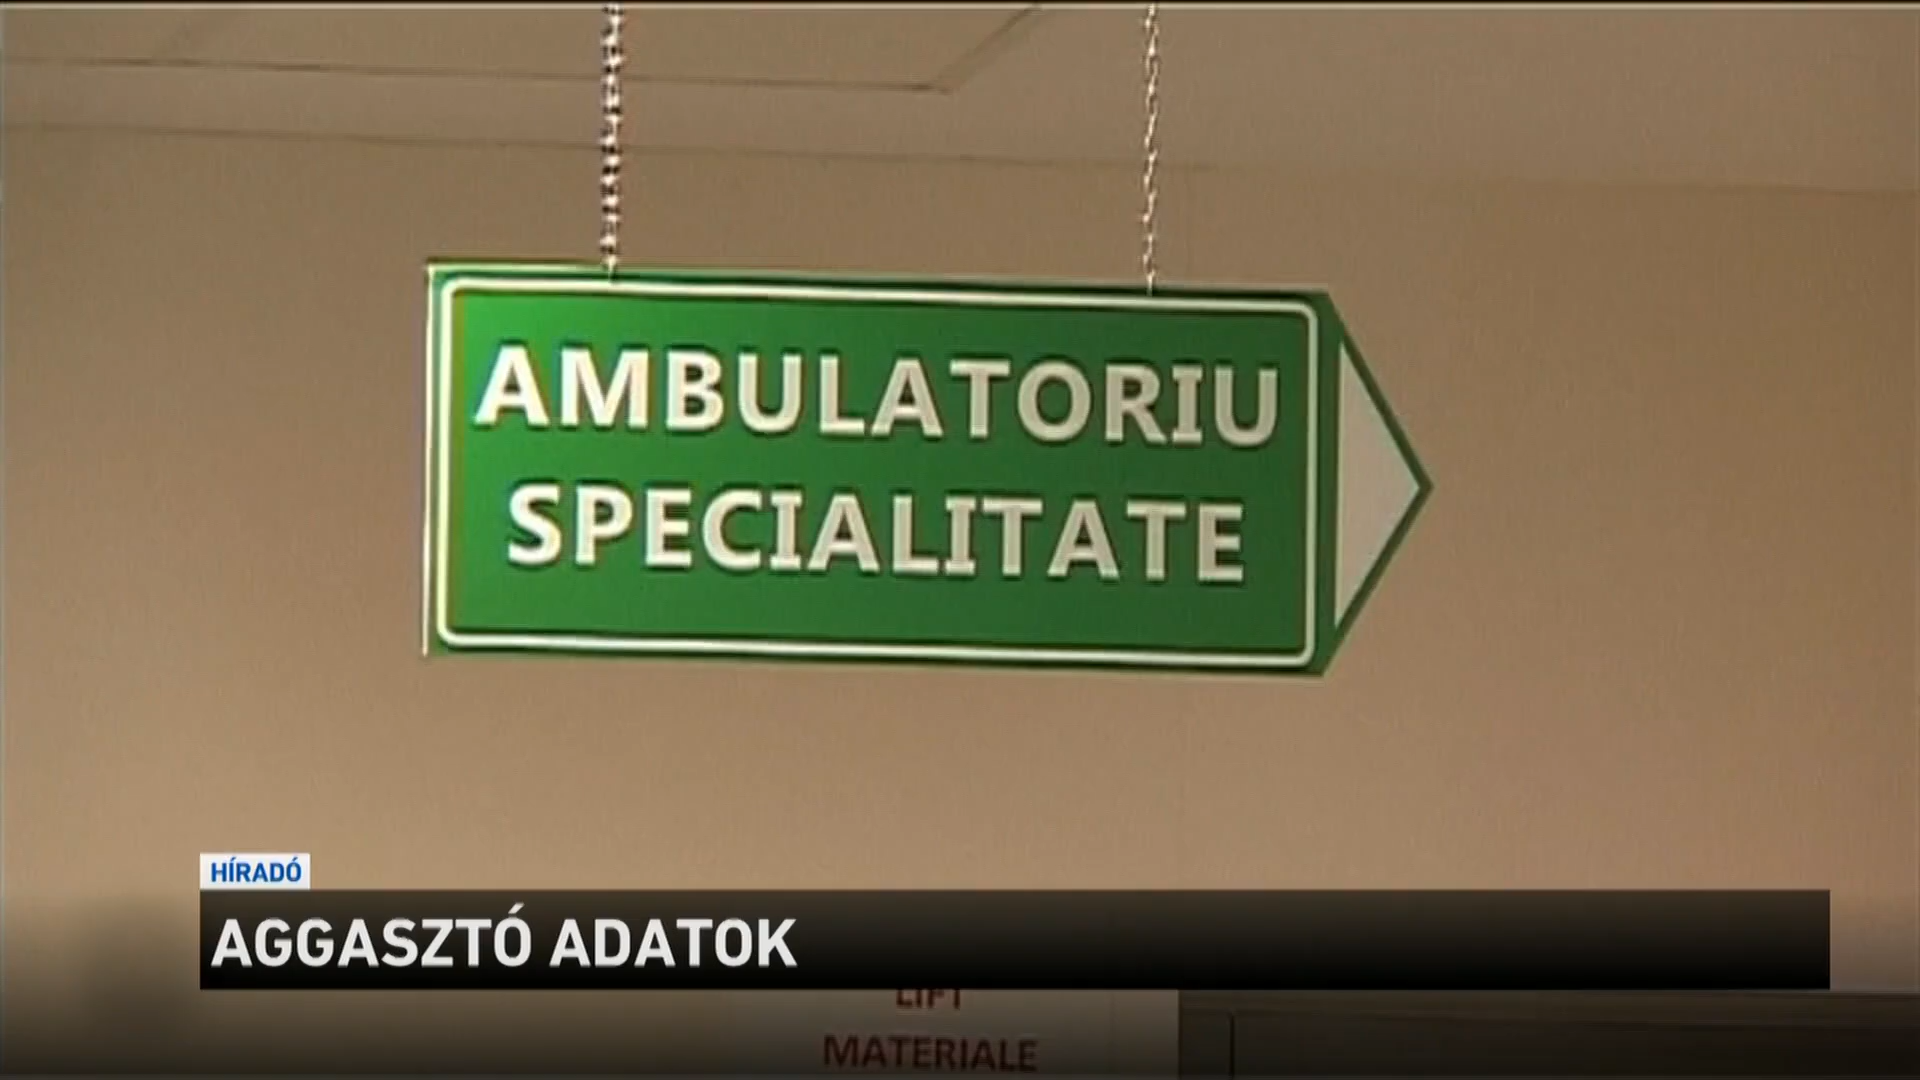 AMBULATORIU
SPECIALITATE
HÍRADÓ
AGGASZTÓ ADATOK
LIFT
MATERIALE